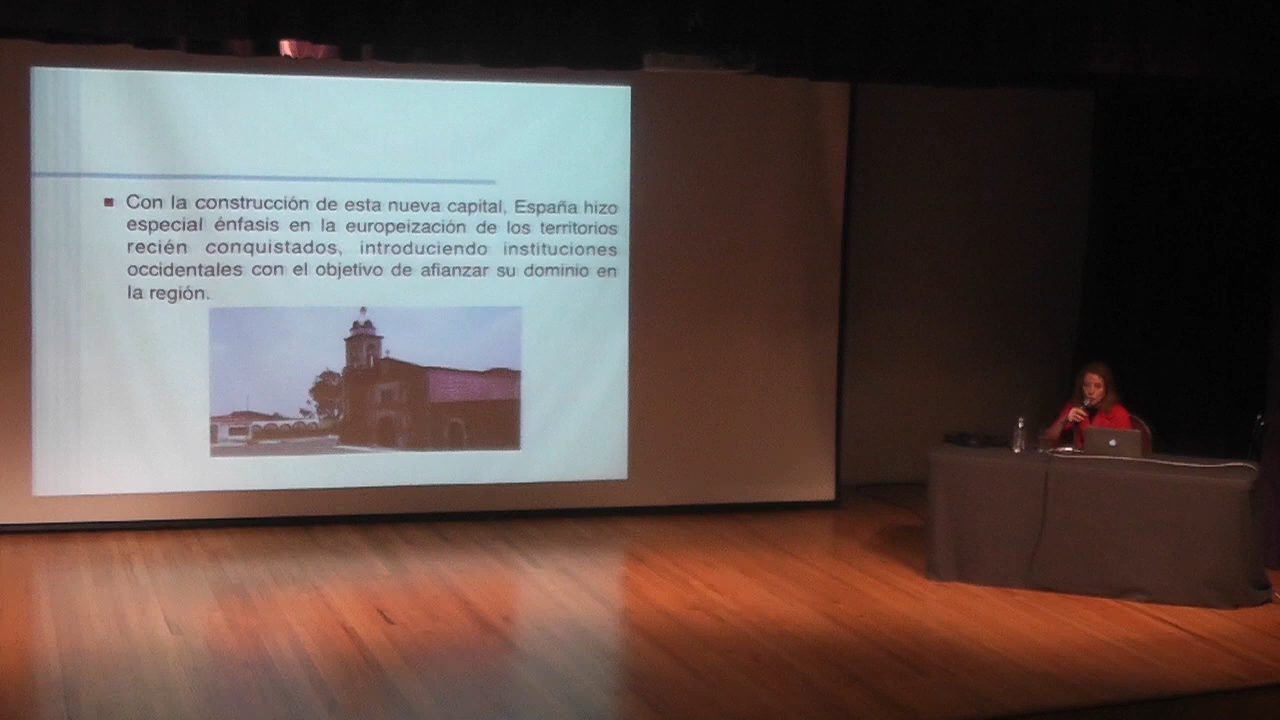 Con la construcción de esta nueva capital, España hizo
especial énfasis en la europeización de los territorios
recién conquistados, introduciendo instituciones
occidentales con el objetivo de afianzar su dominio en
la región.